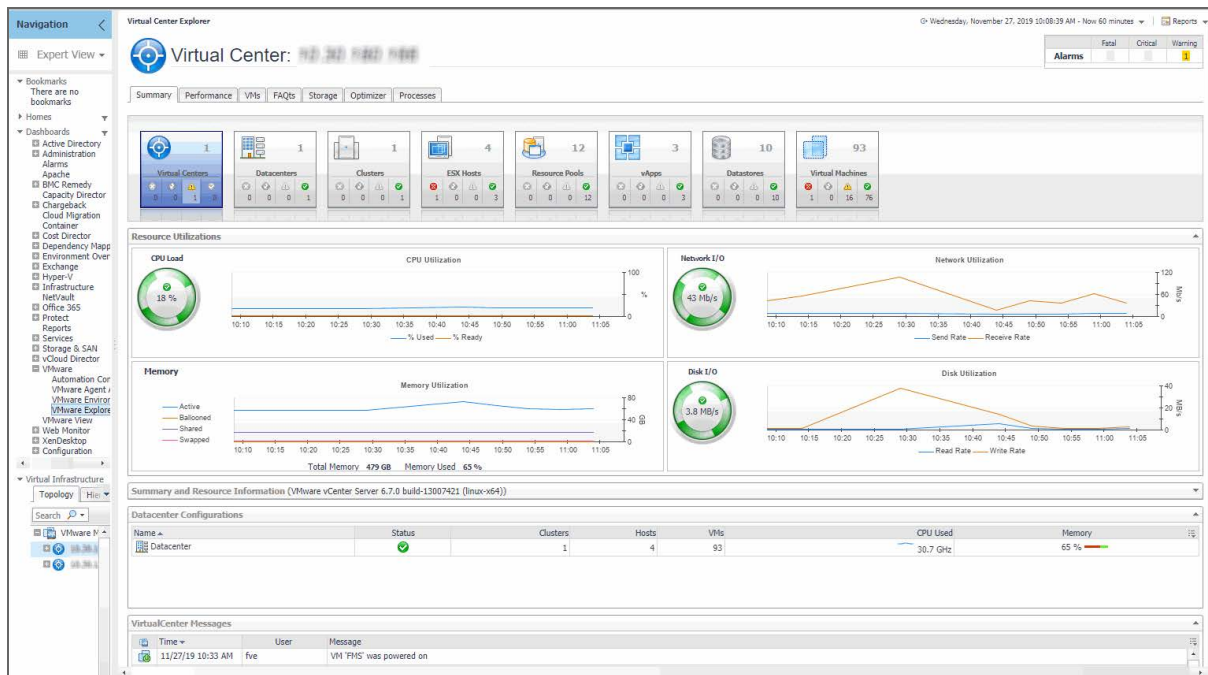 Navigation
Expert View
Bookmarks
There are no
bookmarks
Homes
Dashboards
Active Directory
Administration
Alarms
Apache
BMC Remedy
Capacity Director
Chargeback
Cloud Migration
Container
Cost Director
Dependency Mapp
Environment Over
Exchange
Hyper-V
Infrastructure
NetVault
Office 365
Protect
Reports
Services
Storage & SAN
vCloud Director
VMware
Automation Cor
VMware Agent
VMware Enviror
VMware Explore
VMware View
Web Monitor
XenDesktop
Configuration
Virtual Infrastructure
Topology Hie
Search
VMware
Virtual Center Explorer
Wednesday, November 27, 2019 10:08:39 AM - Now 60 minutes Reports
Virtual Center:
Fatal Critical Warning
Alarms 1
Summary Performance VMs FAQts Storage Optimizer Processes
1 1 1 4 12 3 10 93
Virtual Centers Datacenters Clusters ESX Hosts Resource Pools vApps Datastores Virtual Machines
0 0 1 0 0 0 0 1 0 0 0 1 1 0 0 3 0 0 0 12 0 0 0 3 0 0 0 10 1 0 16 76
Resource Utilizations
CPU Load
18 %
CPU Utilization
100
%
0
10:10 10:15 10:20 10:25 10:30 10:35 10:40 10:45 10:50 10:55 11:00 11:05
% Used % Ready
Network I/O
43 Mb/s
Network Utilization
120
60
Mb/s
0
10:10 10:15 10:20 10:25 10:30 10:35 10:40 10:45 10:50 10:55 11:00 11:05
Send Rate Receive Rate
Memory
Memory Utilization
Active
Ballooned
Shared
Swapped
80
40
GB
0
10:10 10:15 10:20 10:25 10:30 10:35 10:40 10:45 10:50 10:55 11:00 11:05
Total Memory 479 GB Memory Used 65 %
Disk I/O
3.8 MB/s
Disk Utilization
40
20
MB/s
0
10:10 10:15 10:20 10:25 10:30 10:35 10:40 10:45 10:50 10:55 11:00 11:05
Read Rate Write Rate
Summary and Resource Information (VMware vCenter Server 6.7.0 build-13007421 (linux-x64))
Datacenter Configurations
Name Status Clusters Hosts VMs CPU Used Memory
Datacenter 1 4 93 30.7 GHz 65 %
VirtualCenter Messages
Time User Message
11/27/19 10:33 AM fve VM 'FMS' was powered on